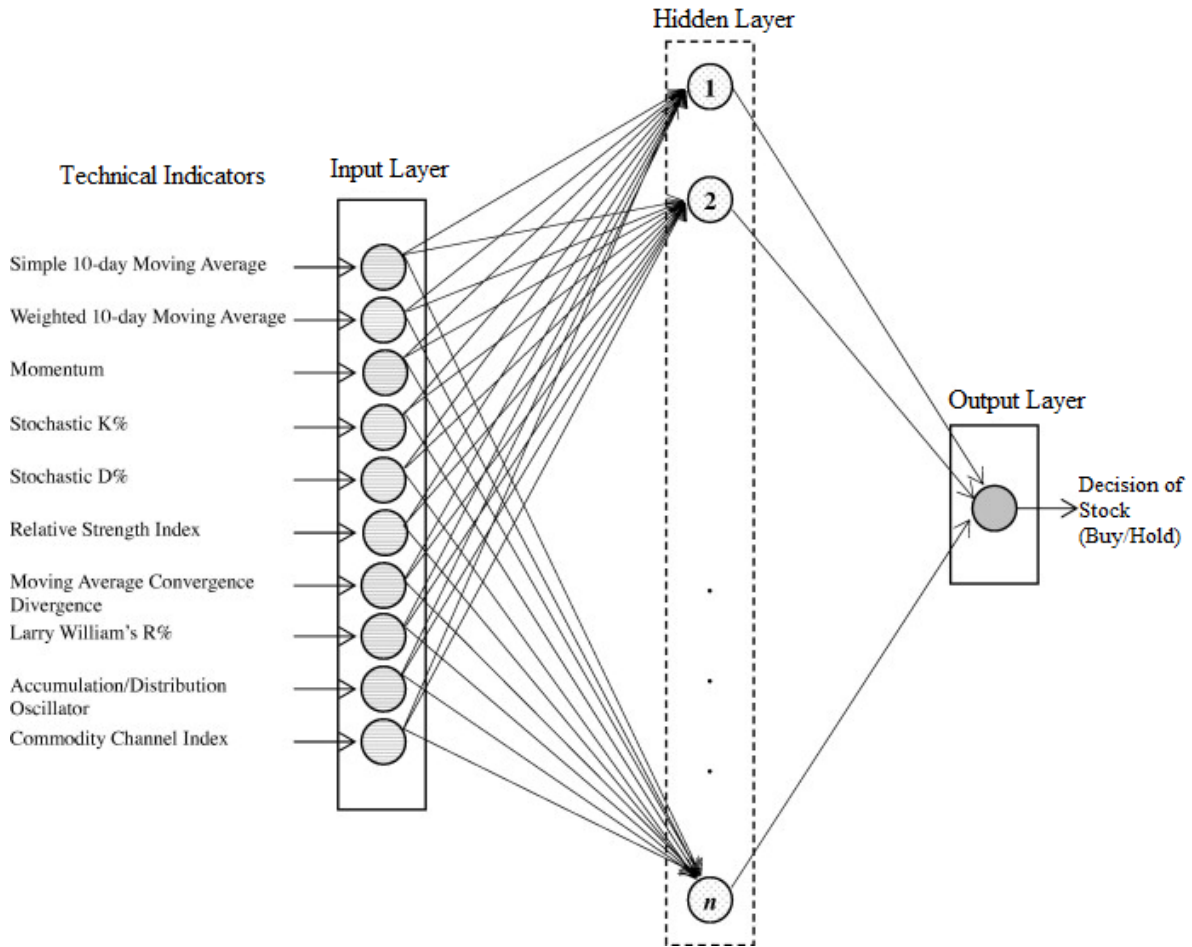 Hidden Layer
1
2
n
Technical Indicators
Input Layer
Simple 10-day Moving Average
Weighted 10-day Moving Average
Momentum
Stochastic K%
Stochastic D%
Relative Strength Index
Moving Average Convergence
Divergence
Larry William's R%
Accumulation/Distribution
Oscillator
Commodity Channel Index
Output Layer
Decision of
Stock
(Buy/Hold)